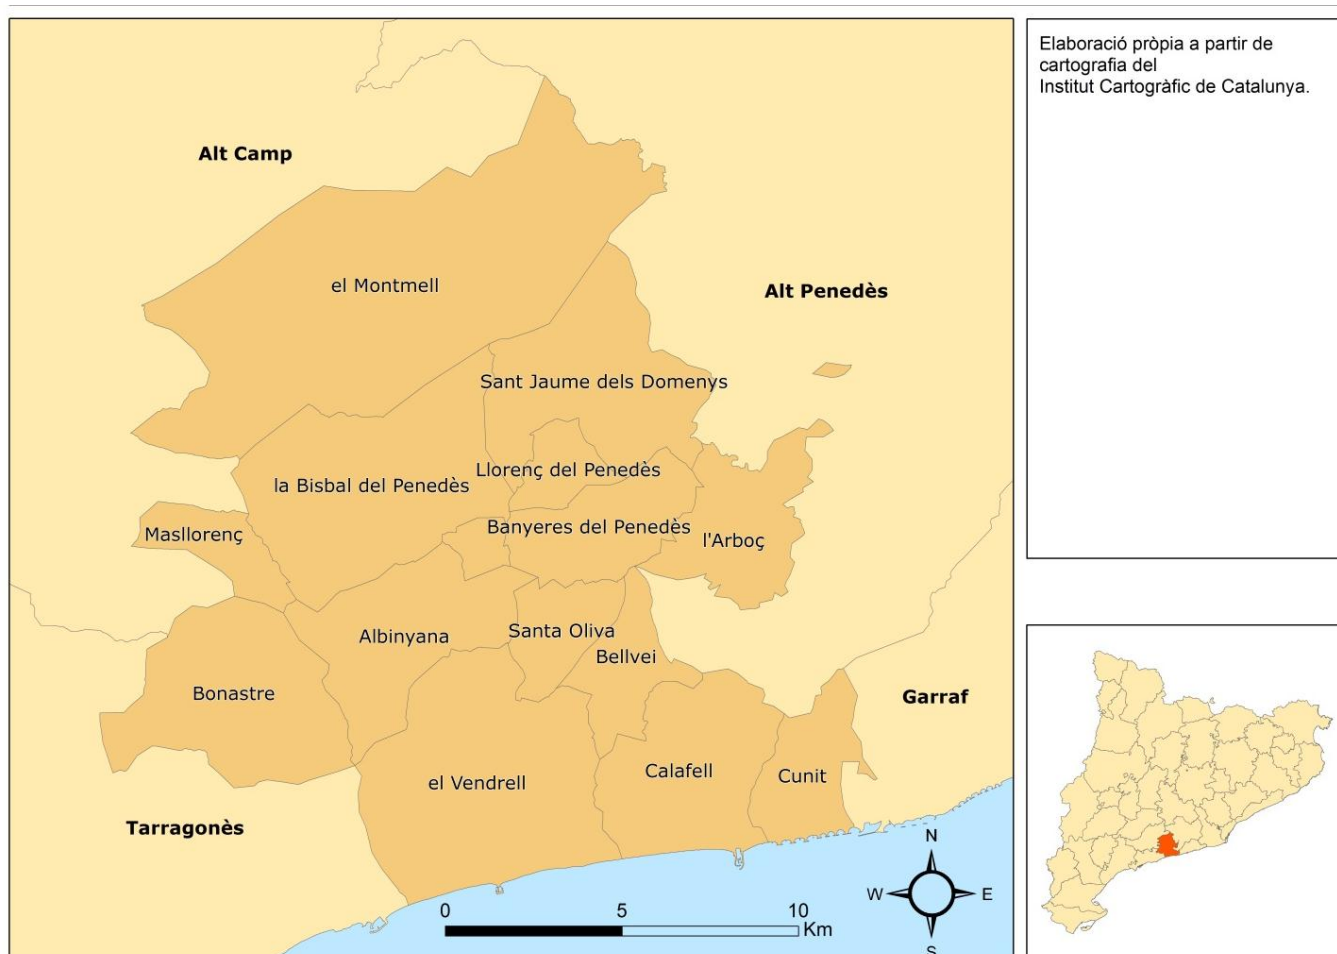 Elaboració pròpia a partir de
cartografia del
Institut Cartogràfic de Catalunya.
Alt Camp
el Montmell
Alt Penedès
Sant Jaume dels Domenys
Llorenç del Penedès
la Bisbal del Penedès
Banyeres del Penedès
Masllorenç
l'Arboç
Albinyana
Santa Oliva
Bellvei
Bonastre
Garraf
Calafell
Cunit
el Vendrell
Tarragonès
N
W
E
S
0
5
10
Km